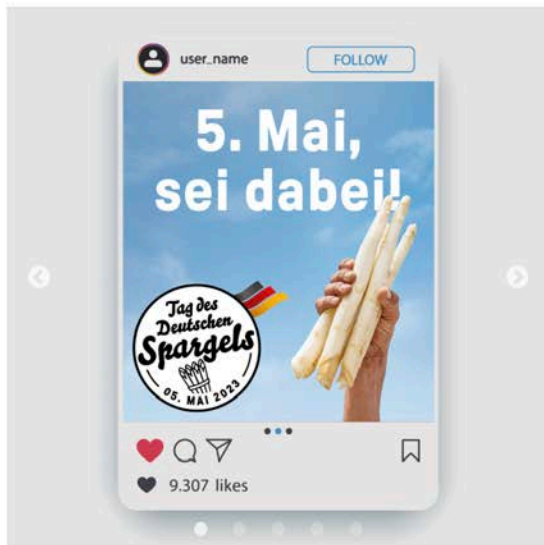 user_name
FOLLOW
5. Mai,
sei dabei!
Tag des
Deutschen
Spargels
05. MAI 2023
9.307 likes